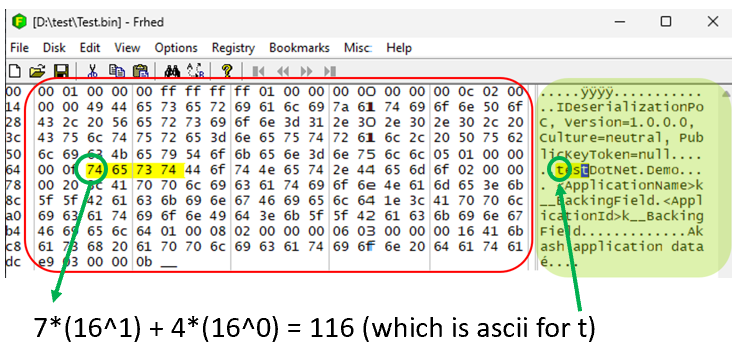 [D:\test\Test.bin] - Frhed
File Disk Edit View Options Registry Bookmarks Misc: Help
00 00 01 00 00 00 ff ff ff ff 01 00 00 00 00 00 00 00 0c 02 00 .....ÿÿÿÿ...........
14 00 00 49 44 65 73 65 72 69 61 6c 69 7a 61 74 69 6f 6e 50 6f ..IDeserializationPo
28 43 2c 20 56 65 72 73 69 6f 6e 3d 31 2e 30 2e 30 2e 30 2c 20 C, Version=1.0.0.0,
3c 43 75 6c 74 75 72 65 3d 6e 65 75 74 72 61 6c 2c 20 50 75 62 Culture=neutral, Pub
50 6c 69 63 4b 65 79 54 6f 6b 65 6e 3d 6e 75 6c 6c 05 01 00 00 licKeyToken=null....
64 00 0f 74 65 73 74 44 6f 74 4e 65 74 2e 44 65 6d 6f 02 00 00 ..testDotNet.Demo...
78 00 20 3c 41 70 70 6c 69 63 61 74 69 6f 6e 4e 61 6d 65 3e 6b . <ApplicationName>k
8c 5f 5f 42 61 63 6b 69 6e 67 46 69 65 6c 64 1e 3c 41 70 70 6c __BackingField.<Appl
a0 69 63 61 74 69 6f 6e 49 64 3e 6b 5f 5f 42 61 63 6b 69 6e 67 icationId>k__Backing
b4 46 69 65 6c 64 01 00 08 02 00 00 00 06 03 00 00 00 16 41 6b Field.............Ak
c8 61 73 68 20 61 70 70 6c 69 63 61 74 69 6f 6e 20 64 61 74 61 ash application data
dc e9 03 00 00 0b __ é....
7*(16^1) + 4*(16^0) = 116 (which is ascii for t)